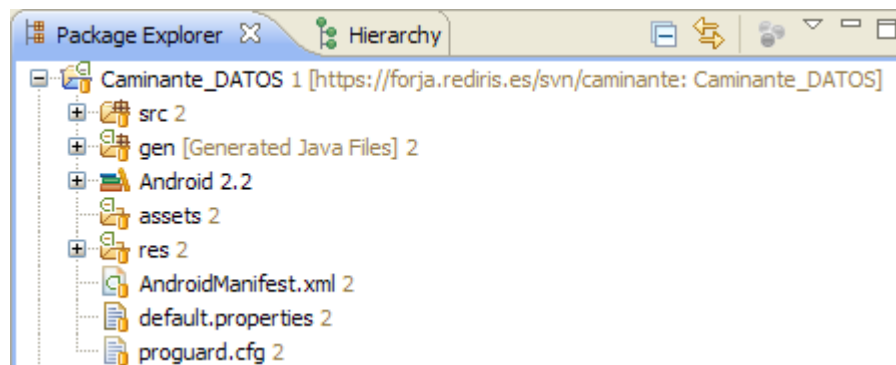 Package Explorer Hierarchy
Caminante_DATOS 1 [https://forja.rediris.es/svn/caminante: Caminante_DATOS]
src 2
gen [Generated Java Files] 2
Android 2.2
assets 2
res 2
AndroidManifest.xml 2
default.properties 2
proguard.cfg 2